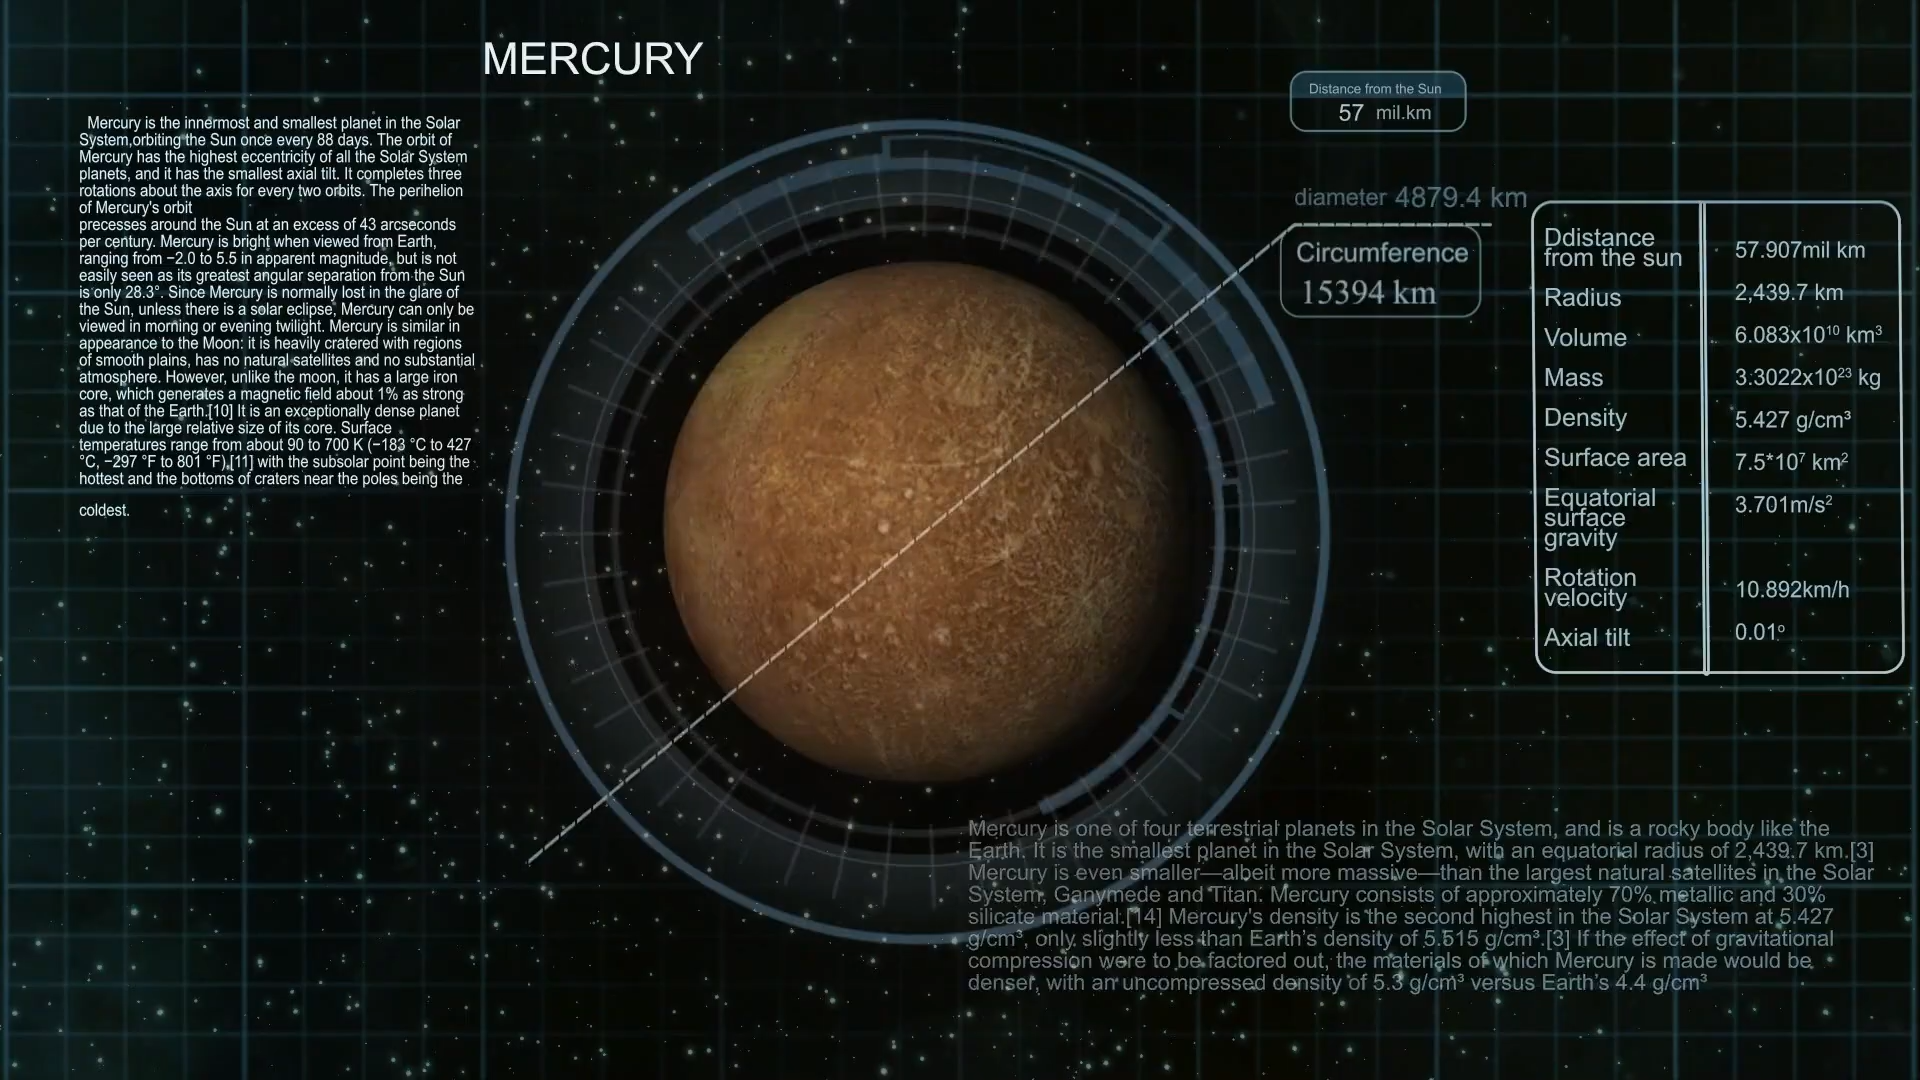 MERCURY
Mercury is the innermost and smallest planet in the Solar
System,orbiting the Sun once every 88 days. The orbit of
Mercury has the highest eccentricity of all the Solar System
planets, and it has the smallest axial tilt. It completes three
rotations about the axis for every two orbits. The perihelion
of Mercury's orbit
precesses around the Sun at an excess of 43 arcseconds
per century. Mercury is bright when viewed from Earth,
ranging from −2.0 to 5.5 in apparent magnitude, but is not
easily seen as its greatest angular separation from the Sun
is only 28.3°. Since Mercury is normally lost in the glare of
the Sun, unless there is a solar eclipse, Mercury can only be
viewed in morning or evening twilight. Mercury is similar in
appearance to the Moon: it is heavily cratered with regions
of smooth plains, has no natural satellites and no substantial
atmosphere. However, unlike the moon, it has a large iron
core, which generates a magnetic field about 1% as strong
as that of the Earth.[10] It is an exceptionally dense planet
due to the large relative size of its core. Surface
temperatures range from about 90 to 700 K (−183 °C to 427
°C, −297 °F to 801 °F),[11] with the subsolar point being the
hottest and the bottoms of craters near the poles being the
coldest.
Distance from the Sun
57 mil.km
diameter 4879.4 km
Circumference
15394 km
Ddistance
from the sun
57.907mil km
Radius
2,439.7 km
Volume
6.083x10¹⁰ km³
Mass
3.3022x10²³ kg
Density
5.427 g/cm³
Surface area
7.5*10⁷ km²
Equatorial
surface
gravity
3.701m/s²
Rotation
velocity
10.892km/h
Axial tilt
0.01º
Mercury is one of four terrestrial planets in the Solar System, and is a rocky body like the
Earth. It is the smallest planet in the Solar System, with an equatorial radius of 2,439.7 km.[3]
Mercury is even smaller—albeit more massive—than the largest natural satellites in the Solar
System, Ganymede and Titan. Mercury consists of approximately 70% metallic and 30%
silicate material.[14] Mercury's density is the second highest in the Solar System at 5.427
g/cm³, only slightly less than Earth's density of 5.515 g/cm³.[3] If the effect of gravitational
compression were to be factored out, the materials of which Mercury is made would be
denser, with an uncompressed density of 5.3 g/cm³ versus Earth's 4.4 g/cm³